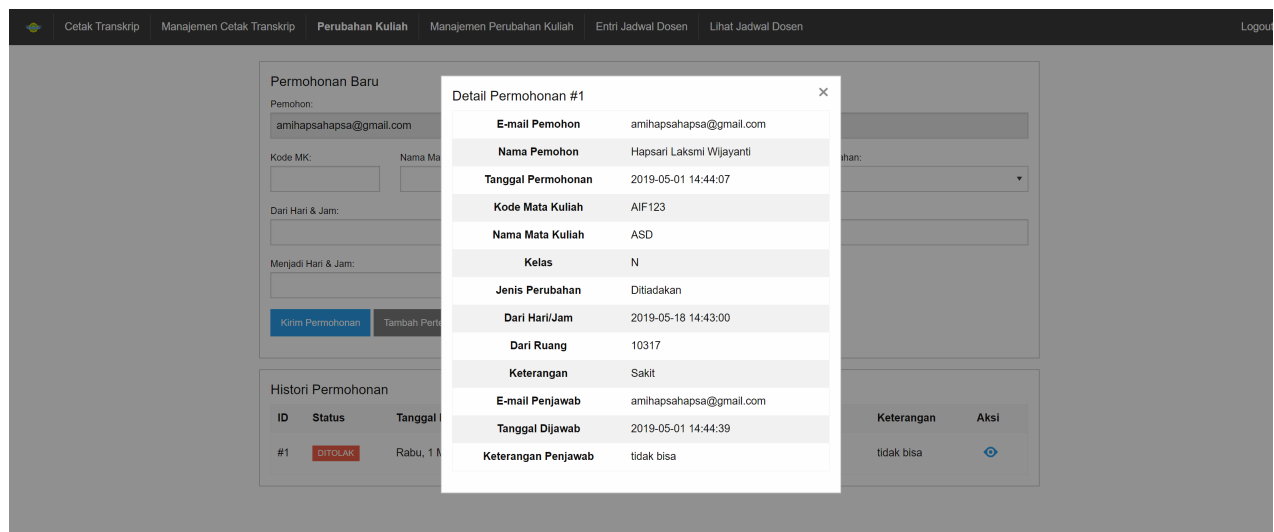 Cetak Transkrip Manajemen Cetak Transkrip Perubahan Kuliah Manajemen Perubahan Kuliah Entri Jadwal Dosen Lihat Jadwal Dosen Logout
Permohonan Baru
Pemohon:
amihapsahapsa@gmail.com
Kode MK:
Dari Hari & Jam:
Menjadi Hari & Jam:
Kirim Permohonan Tambah
Detail Permohonan #1 ×
E-mail Pemohon amihapsahapsa@gmail.com
Nama Pemohon Hapsari Laksmi Wijayanti
Tanggal Permohonan 2019-05-01 14:44:07
Kode Mata Kuliah AIF123
Nama Mata Kuliah ASD
Kelas N
Jenis Perubahan Ditiadakan
Dari Hari/Jam 2019-05-18 14:43:00
Dari Ruang 10317
Keterangan Sakit
E-mail Penjawab amihapsahapsa@gmail.com
Tanggal Dijawab 2019-05-01 14:44:39
Keterangan Penjawab tidak bisa
Histori Permohonan
ID Status Tanggal Keterangan Aksi
#1 DITOLAK Rabu, 1 tidak bisa